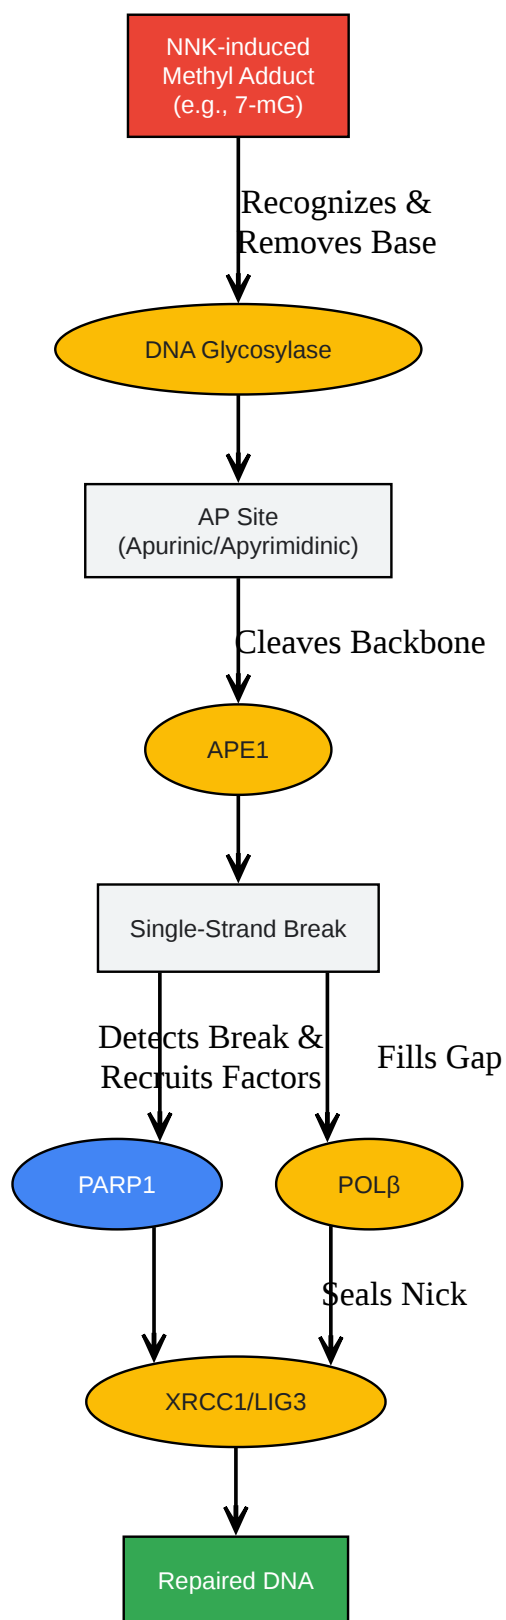 NNK-induced
Methyl Adduct
(e.g., 7-mG)
Recognizes &
Removes Base
DNA Glycosylase
AP Site
(Apurinic/Apyrimidinic)
Cleaves Backbone
APE1
Single-Strand Break
Detects Break &
Recruits Factors
Fills Gap
PARP1
POLβ
Seals Nick
XRCC1/LIG3
Repaired DNA